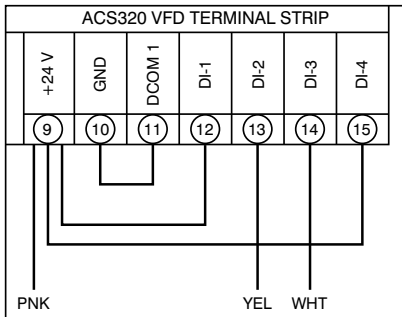 ACS320 VFD TERMINAL STRIP
+24 V GND DCOM 1 DI-1 DI-2 DI-3 DI-4
9 10 11 12 13 14 15
PNK YEL WHT